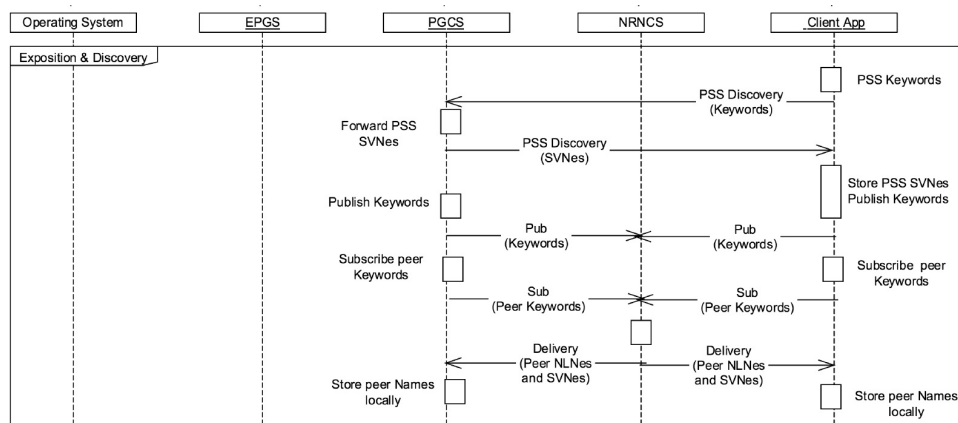 Operating System
EPGS
PGCS
NRNCS
Client App
Exposition & Discovery
PSS Keywords
PSS Discovery
(Keywords)
Forward PSS
SVNes
PSS Discovery
(SVNes)
Store PSS SVNes
Publish Keywords
Publish Keywords
Pub
(Keywords)
Pub
(Keywords)
Subscribe peer
Keywords
Subscribe peer
Keywords
Sub
(Peer Keywords)
Sub
(Peer Keywords)
Delivery
(Peer NLNes
and SVNes)
Delivery
(Peer NLNes
and SVNes)
Store peer Names
locally
Store peer Names
locally